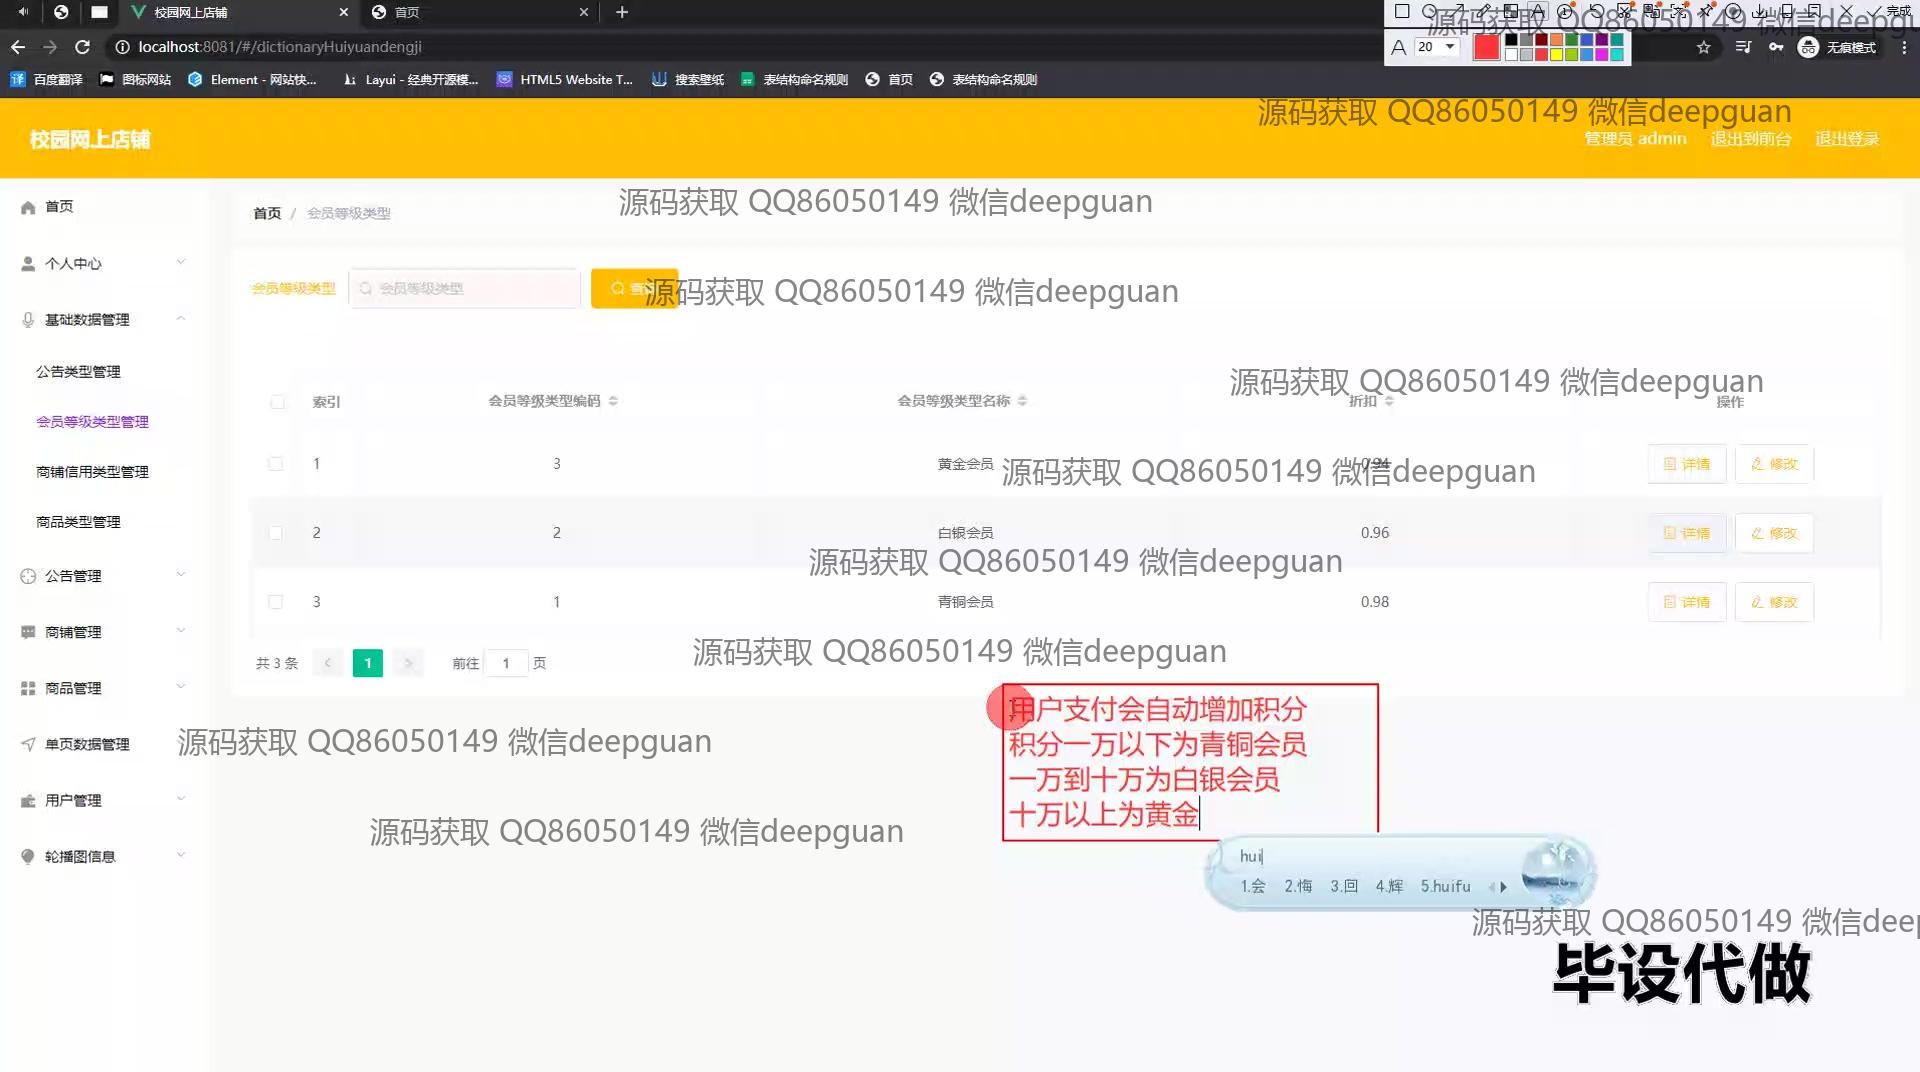 校园网上店铺
首页
完成
localhost:8081/#/dictionaryHuiyuandengji
A 20
无痕模式
百度翻译
图标网站
Element - 网站快...
Layui - 经典开源模...
HTML5 Website T...
搜索壁纸
表结构命名规则
首页
表结构命名规则
源码获取 QQ86050149 微信deepgu
源码获取 QQ86050149 微信deepguan
校园网上店铺
管理员 admin
退出到前台
退出登录
源码获取 QQ86050149 微信deepguan
首页
首页 / 会员等级类型
个人中心
会员等级类型
会员等级类型
源码获取 QQ86050149 微信deepguan
基础数据管理
公告类型管理
源码获取 QQ86050149 微信deepguan
索引
会员等级类型编码
会员等级类型名称
折扣
操作
会员等级类型管理
1 3 黄金会员 0.94 详情 修改
源码获取 QQ86050149 微信deepguan
商铺信用类型管理
商品类型管理
2 2 白银会员 0.96 详情 修改
源码获取 QQ86050149 微信deepguan
公告管理
3 1 青铜会员 0.98 详情 修改
商铺管理
源码获取 QQ86050149 微信deepguan
共 3 条 1 前往 1 页
商品管理
用户支付会自动增加积分
积分一万以下为青铜会员
一万到十万为白银会员
十万以上为黄金
单页数据管理
源码获取 QQ86050149 微信deepguan
用户管理
源码获取 QQ86050149 微信deepguan
轮播图信息
hui
1.会 2.悔 3.回 4.辉 5.huifu
源码获取 QQ86050149 微信deep
毕设代做